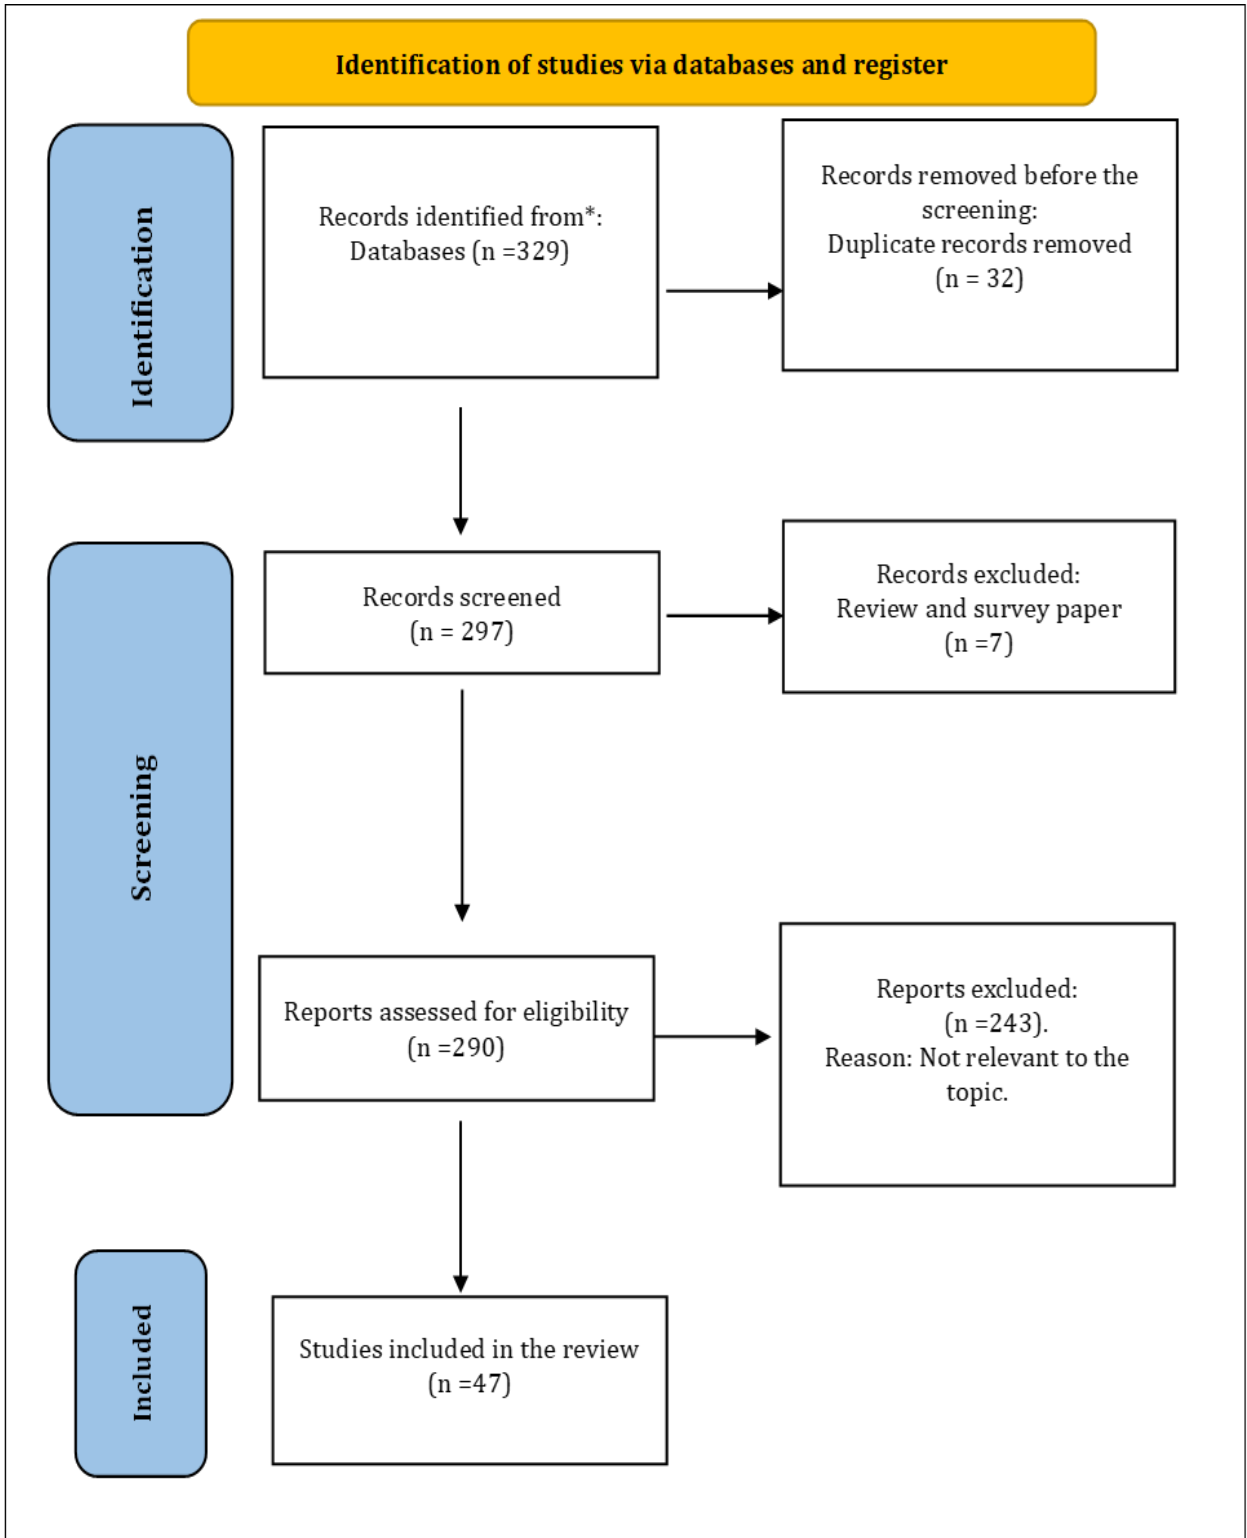 Identification of studies via databases and register
Identification
Records identified from*:
Databases (n =329)
Records removed before the
screening:
Duplicate records removed
(n = 32)
Screening
Records screened
(n = 297)
Records excluded:
Review and survey paper
(n =7)
Reports assessed for eligibility
(n =290)
Reports excluded:
(n =243).
Reason: Not relevant to the
topic.
Included
Studies included in the review
(n =47)